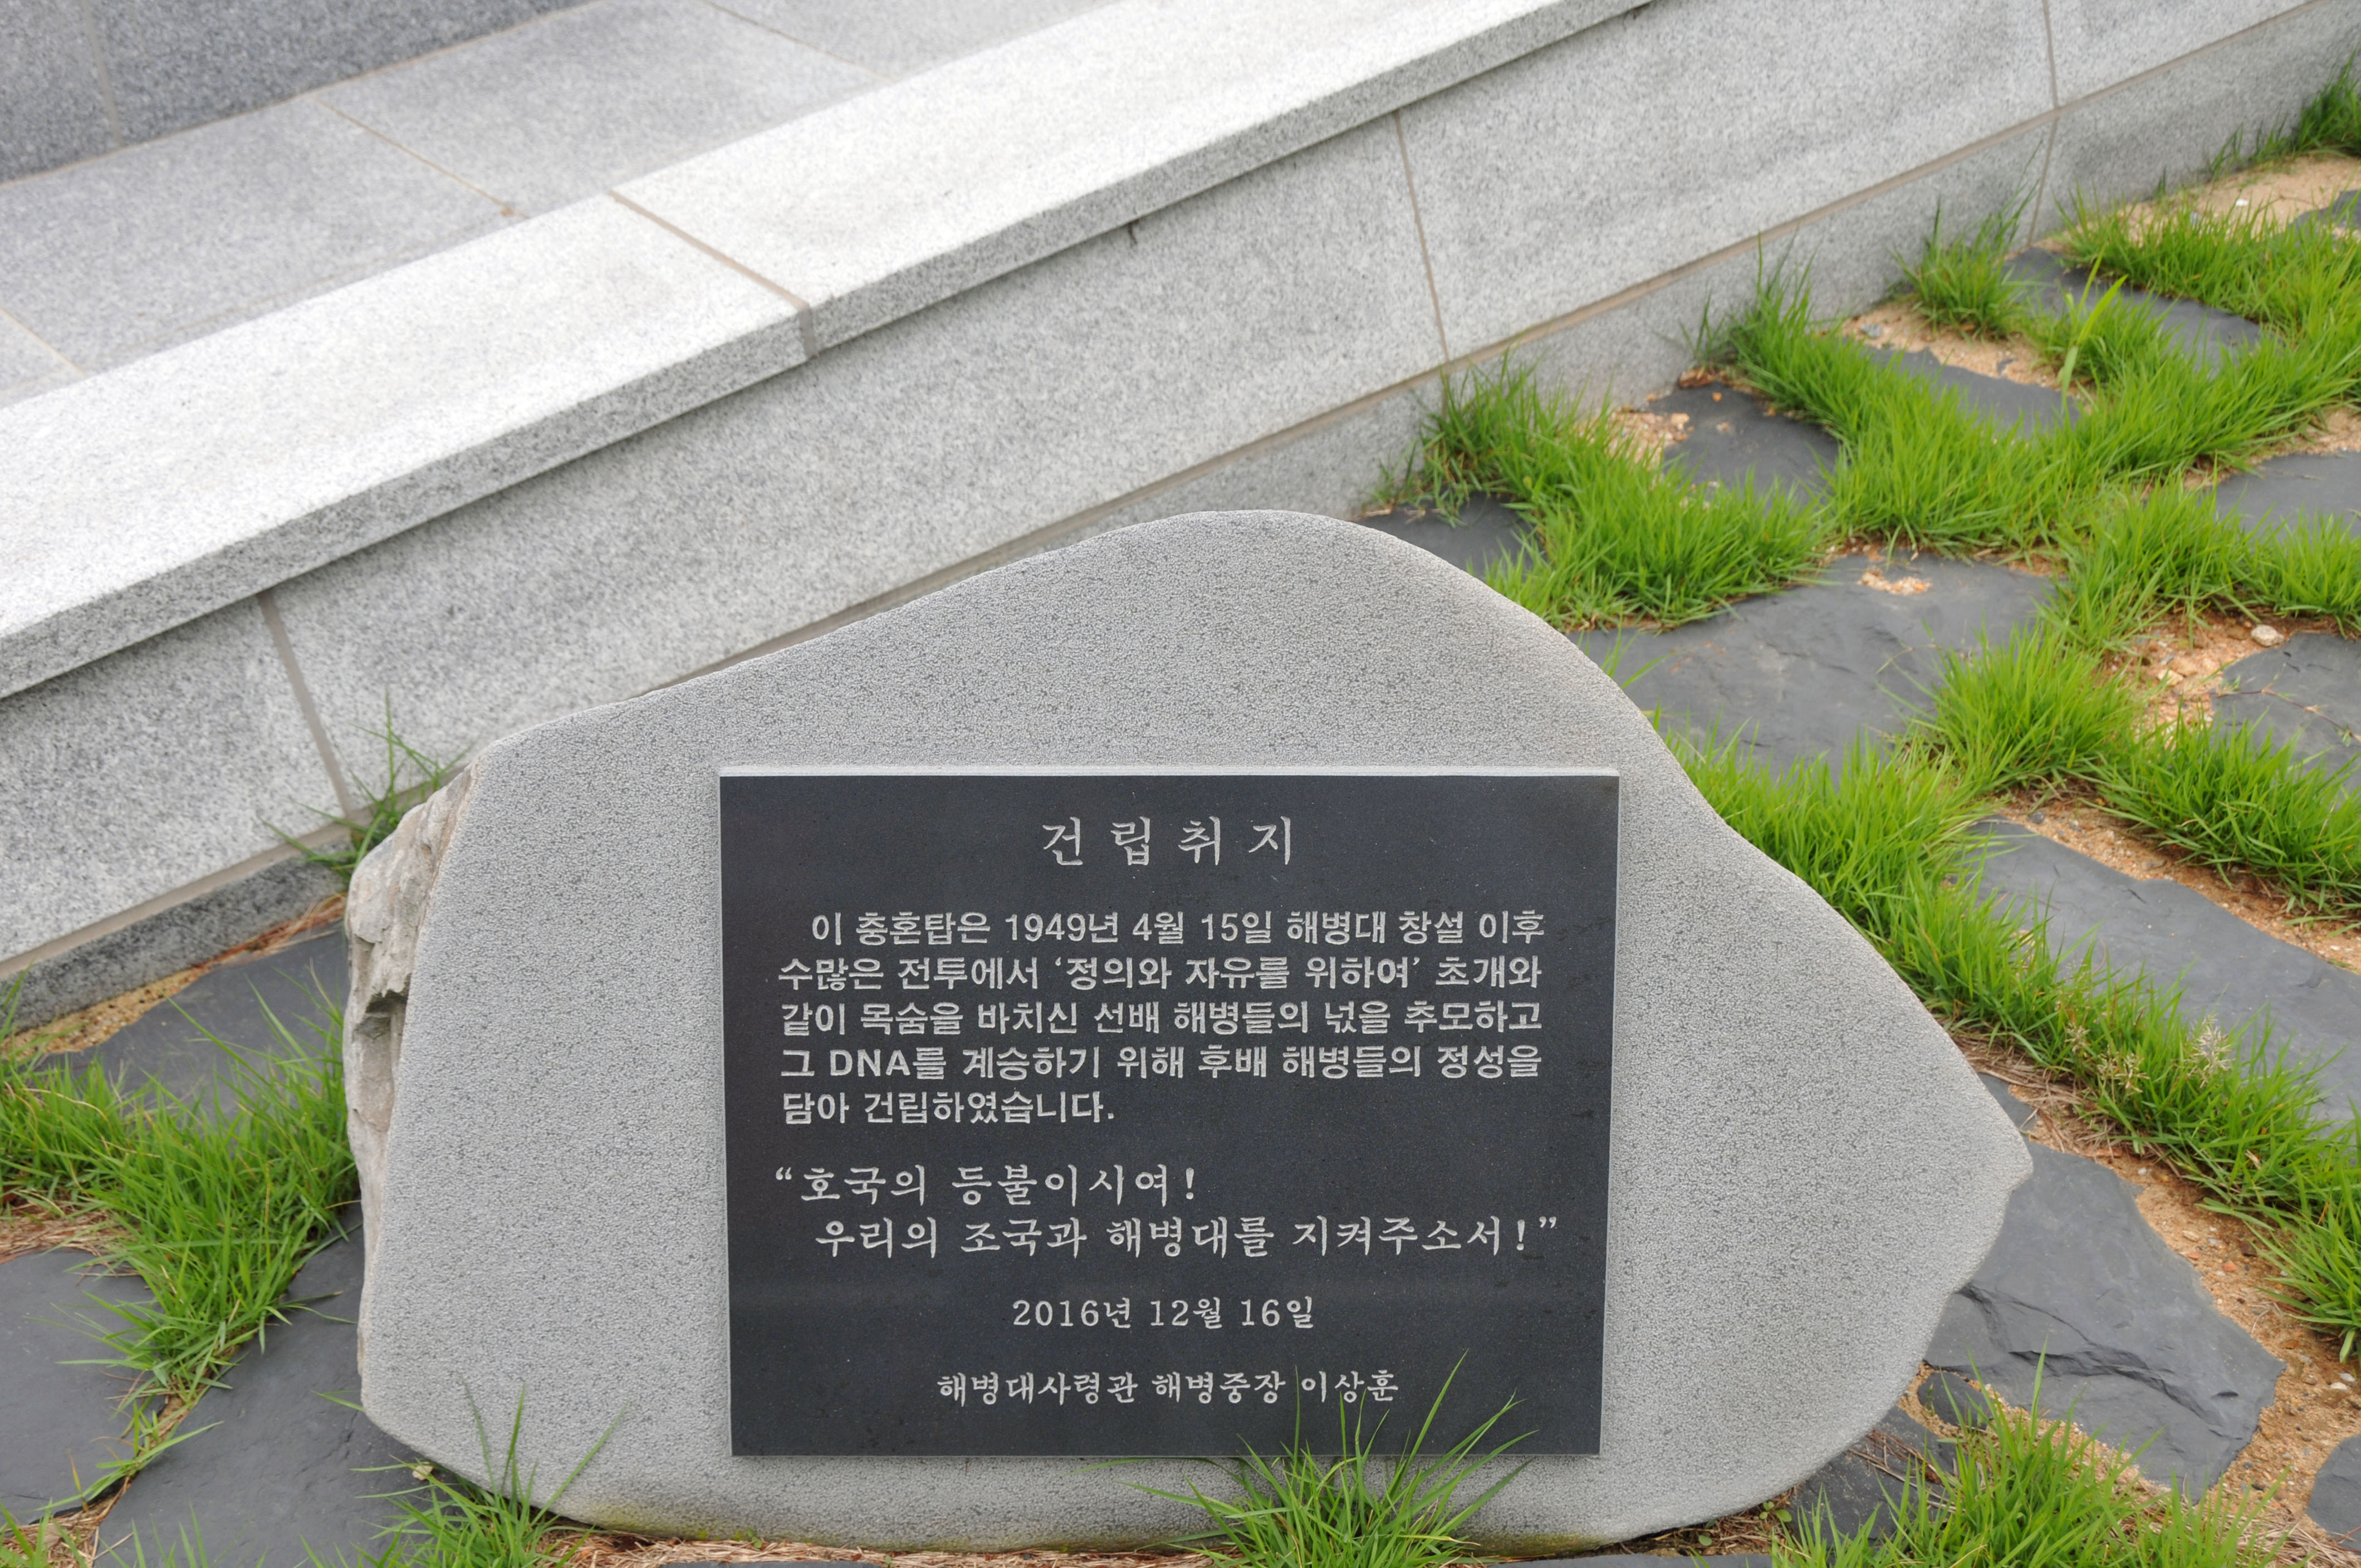 건립취지
이 충혼탑은 1949년 4월 15일 해병대 창설 이후
수많은 전투에서 ‘정의와 자유를 위하여’ 초개와
같이 목숨을 바치신 선배 해병들의 넋을 추모하고
그 DNA를 계승하기 위해 후배 해병들의 정성을
담아 건립하였습니다.
“호국의 등불이시여!
우리의 조국과 해병대를 지켜주소서!”
2016년 12월 16일
해병대사령관 해병중장 이상훈